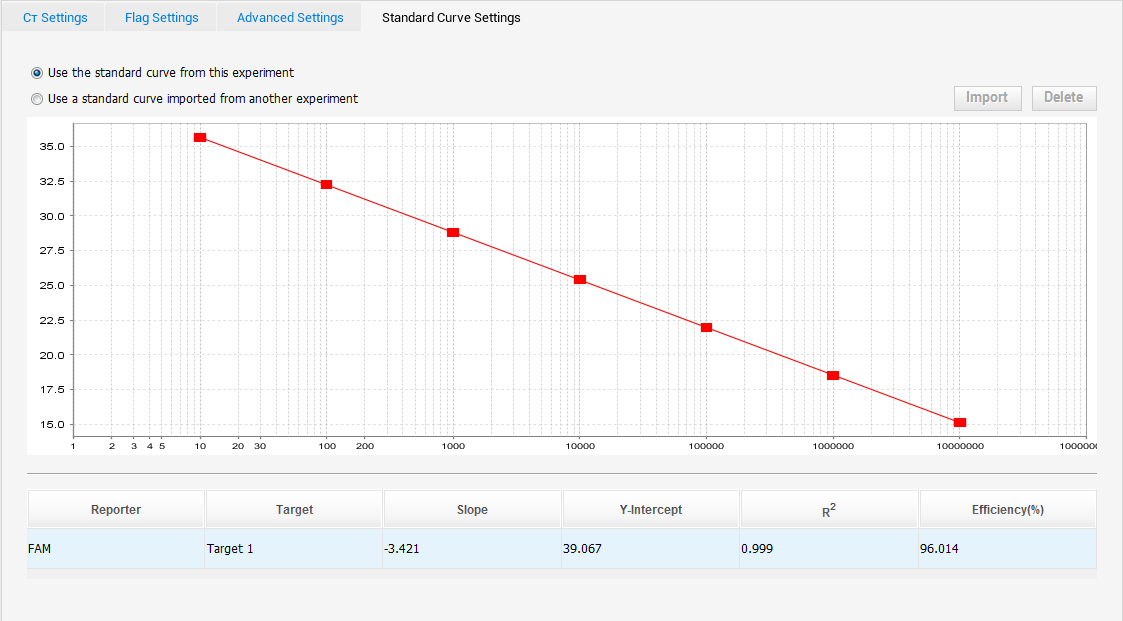 CT Settings Flag Settings Advanced Settings Standard Curve Settings
Use the standard curve from this experiment
Use a standard curve imported from another experiment
Import Delete
35.0
32.5
30.0
27.5
25.0
22.5
20.0
17.5
15.0
1 2 3 4 5 10 20 30 100 200 1000 10000 100000 1000000 10000000 1000000
Reporter Target Slope Y-Intercept R2 Efficiency(%)
FAM Target 1 -3.421 39.067 0.999 96.014